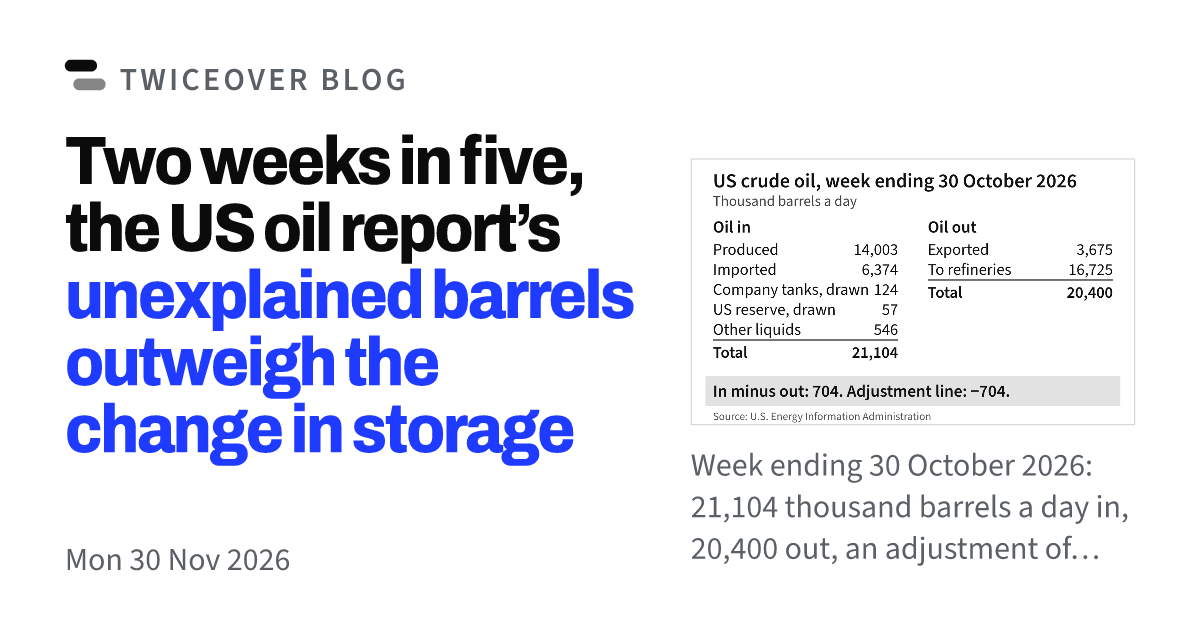 TWICEOVER BLOG
Two weeks in five,
the US oil report’s
unexplained barrels
outweigh the
change in storage
Mon 30 Nov 2026
US crude oil, week ending 30 October 2026
Thousand barrels a day
Oil in
Produced 14,003
Imported 6,374
Company tanks, drawn 124
US reserve, drawn 57
Other liquids 546
Total 21,104
Oil out
Exported 3,675
To refineries 16,725
Total 20,400
In minus out: 704. Adjustment line: −704.
Source: U.S. Energy Information Administration
Week ending 30 October 2026:
21,104 thousand barrels a day in,
20,400 out, an adjustment of…